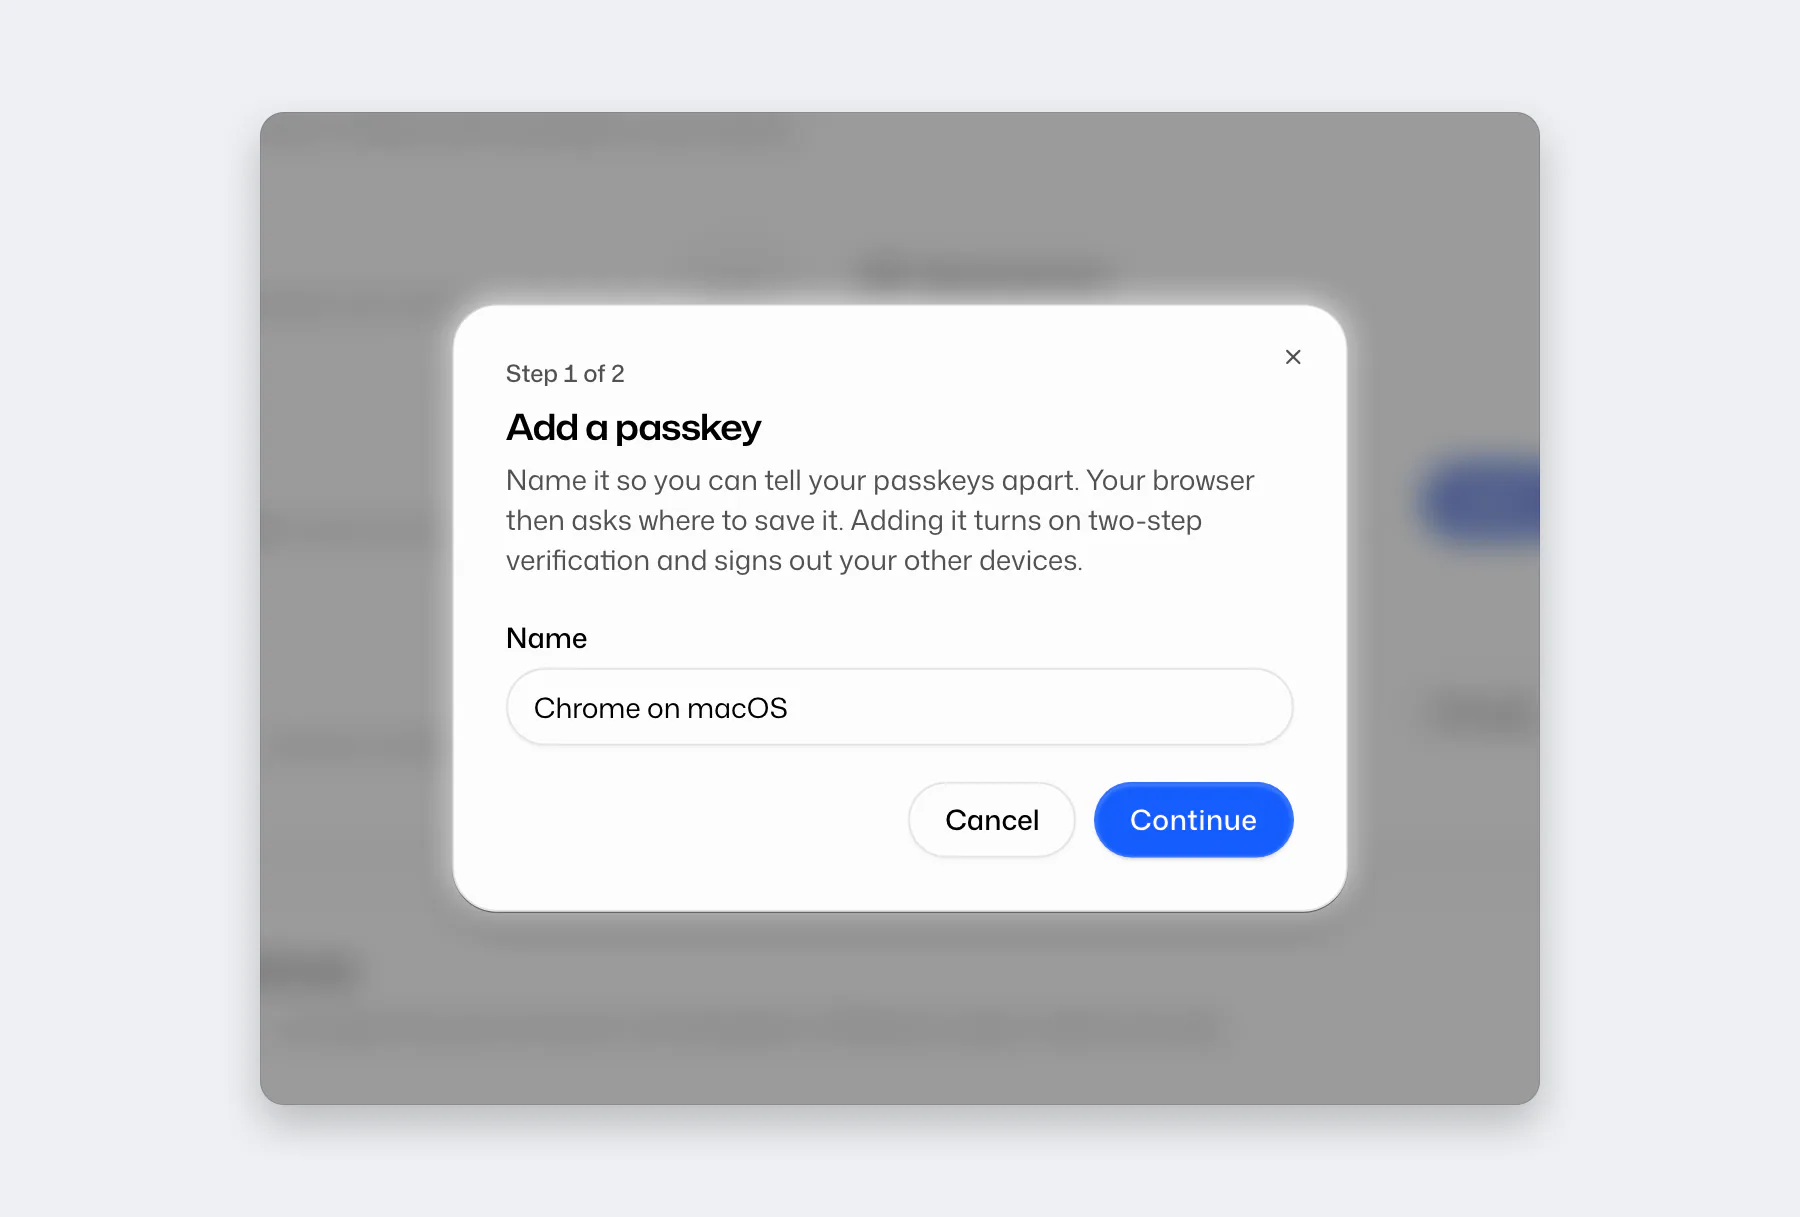 Step 1 of 2
Add a passkey
Name it so you can tell your passkeys apart. Your browser
then asks where to save it. Adding it turns on two-step
verification and signs out your other devices.
Name
Chrome on macOS
Cancel
Continue